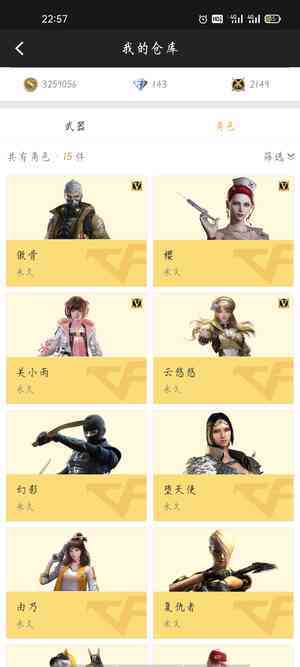 22:57
我的仓库
3259056 143 2149
武器 角色
共有角色·15 件 筛选
傲骨 樱
永久 永久
关小雨 云悠悠
永久 永久
幻影 堕天使
永久 永久
由乃 复仇者
永久 永久